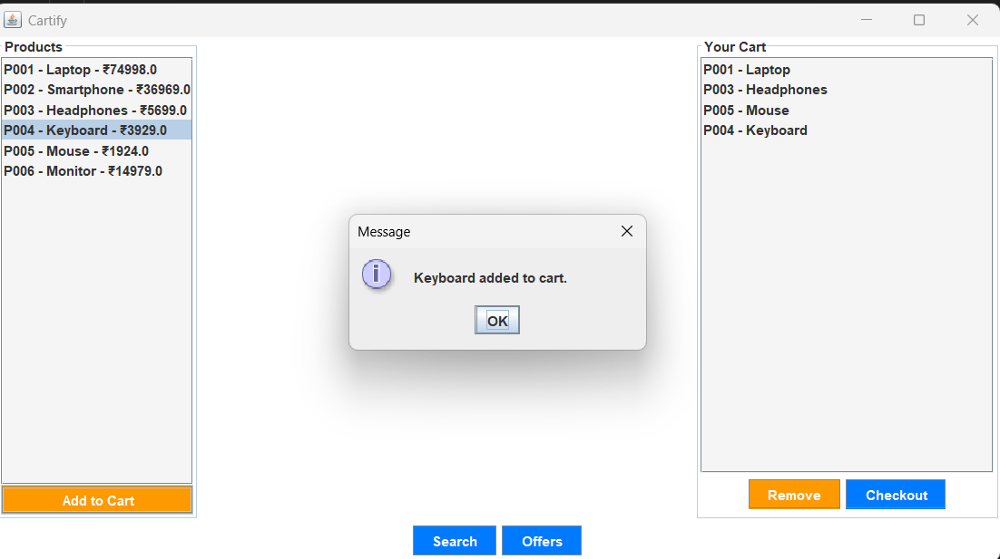 Cartify
Products
P001 - Laptop - ₹74998.0
P002 - Smartphone - ₹36969.0
P003 - Headphones - ₹5699.0
P004 - Keyboard - ₹3929.0
P005 - Mouse - ₹1924.0
P006 - Monitor - ₹14979.0
Add to Cart
Message
i
Keyboard added to cart.
OK
Your Cart
P001 - Laptop
P003 - Headphones
P005 - Mouse
P004 - Keyboard
Remove
Checkout
Search
Offers